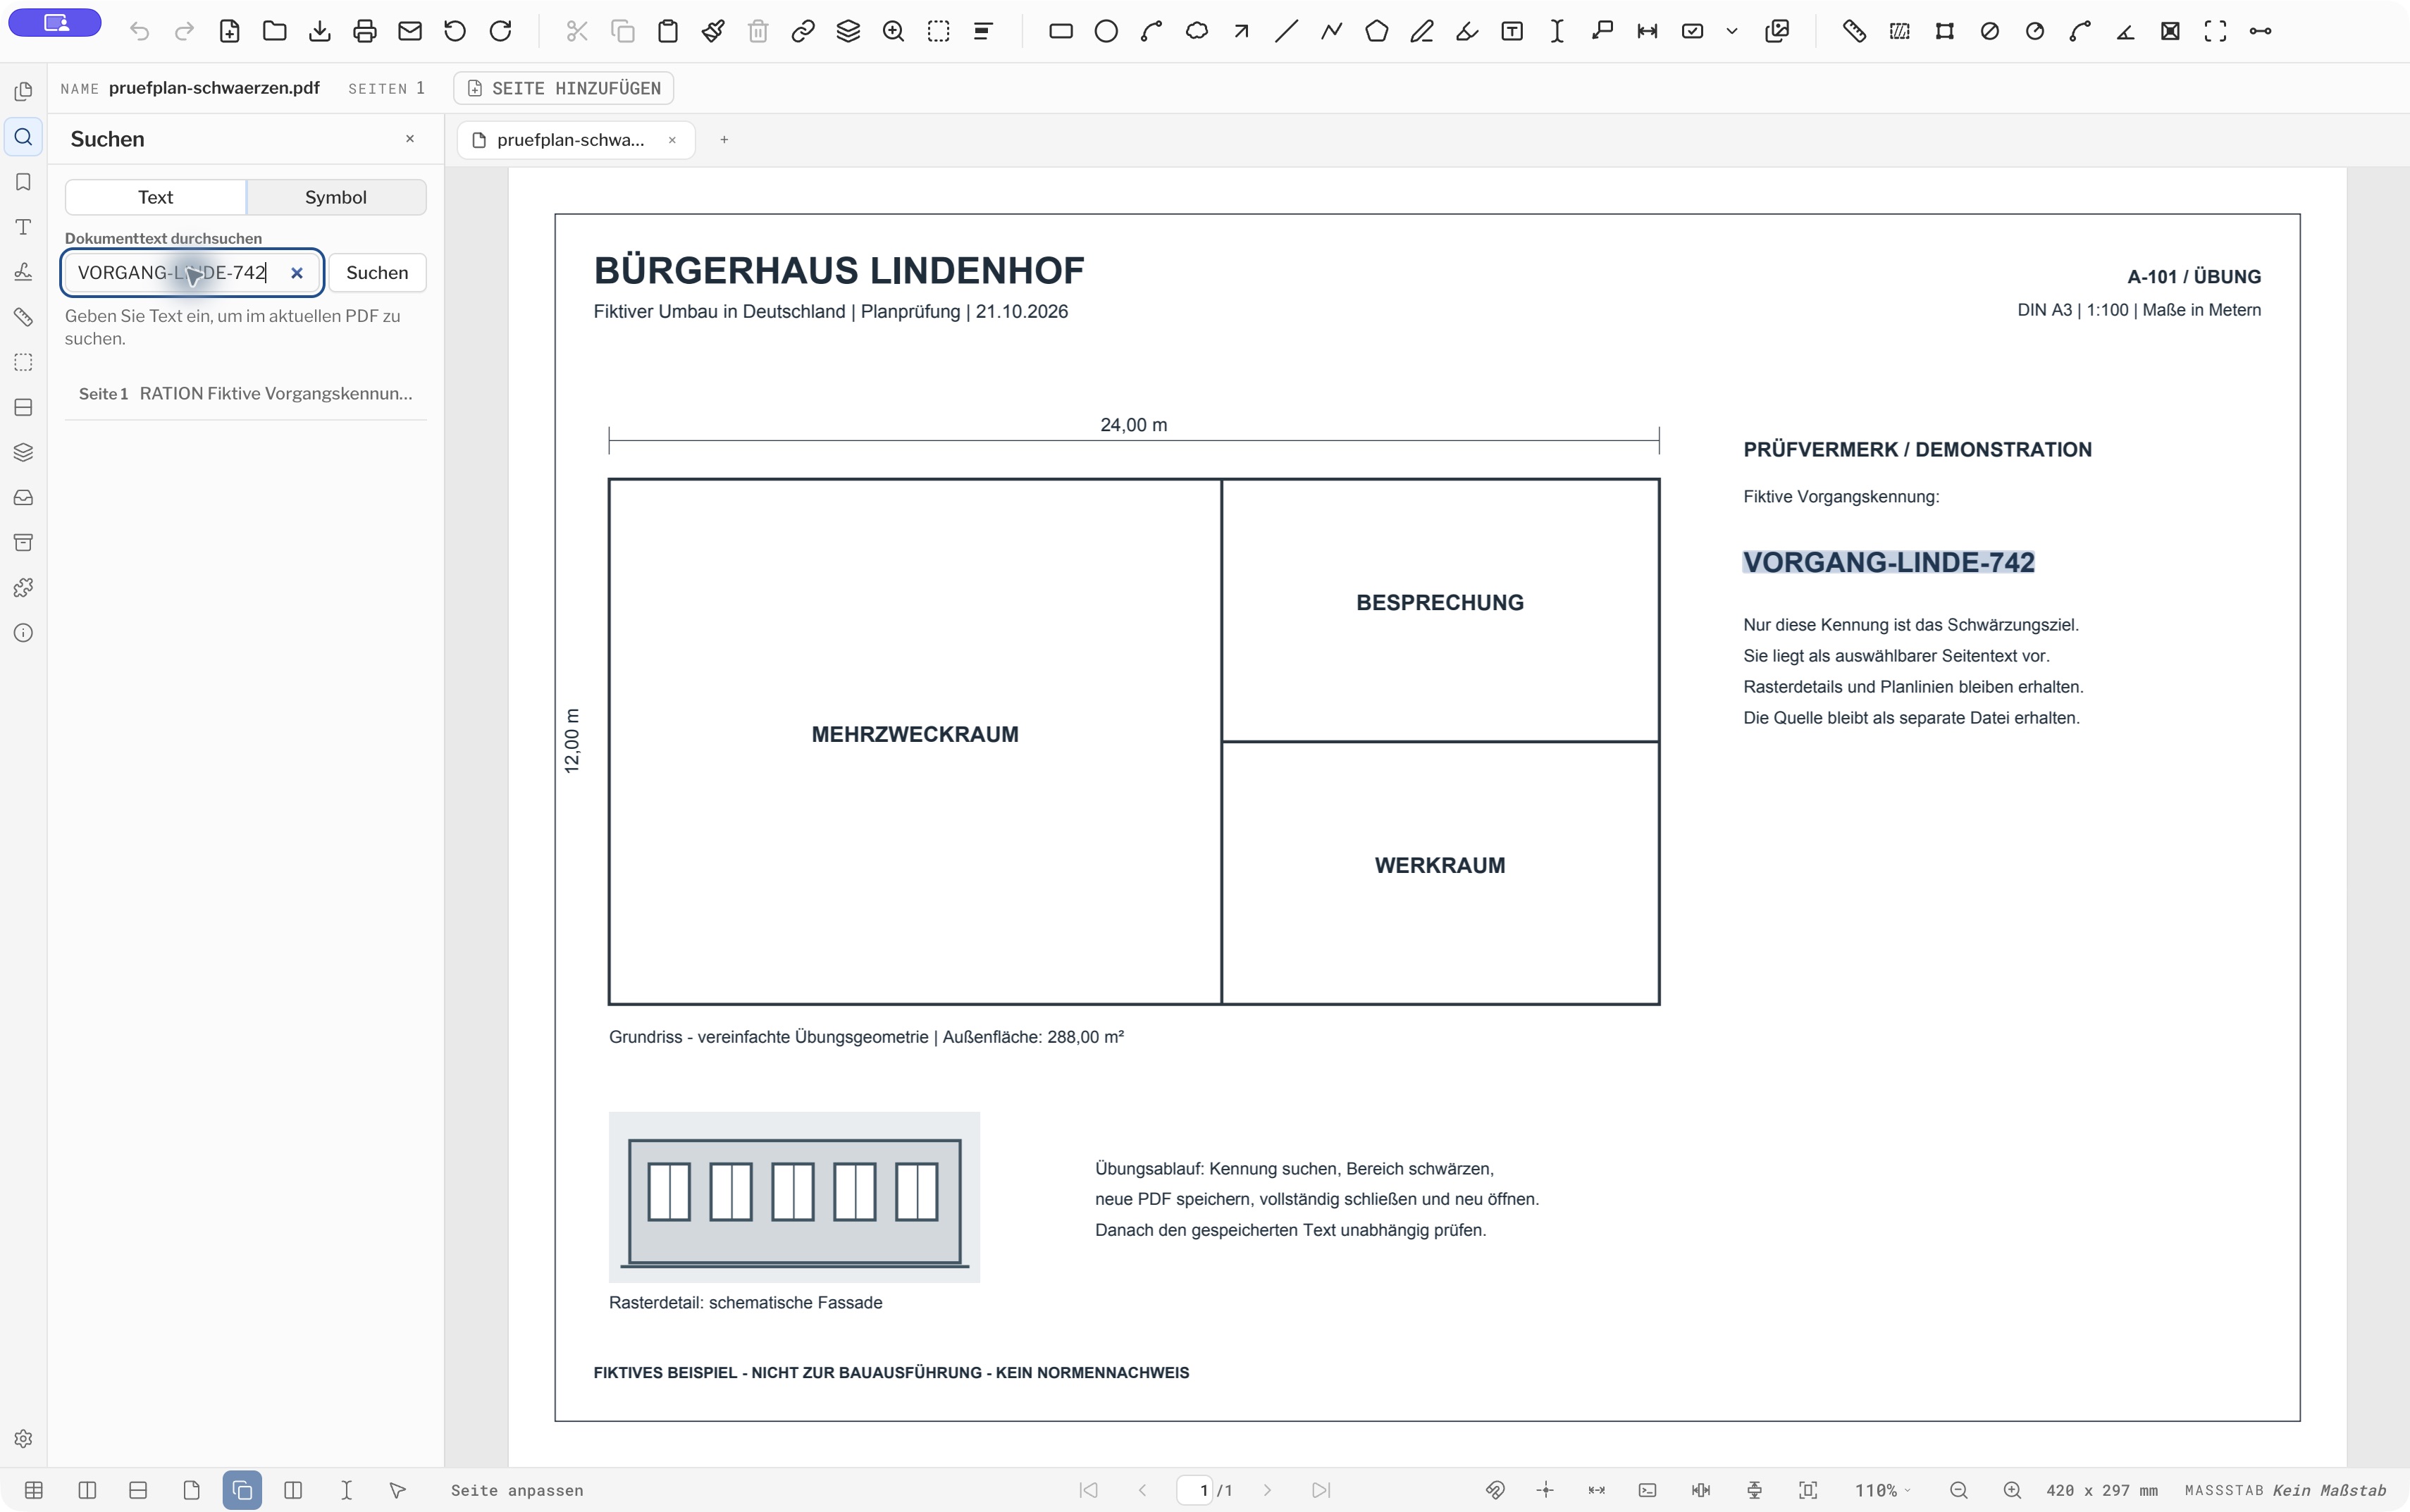 NAME pruefplan-schwaerzen.pdf SEITEN 1 SEITE HINZUFÜGEN
Suchen
pruefplan-schwa...
Text Symbol
Dokumenttext durchsuchen
VORGANG-LINDE-742 Suchen
Geben Sie Text ein, um im aktuellen PDF zu
suchen.
Seite 1 RATION Fiktive Vorgangskennun...
BÜRGERHAUS LINDENHOF
Fiktiver Umbau in Deutschland | Planprüfung | 21.10.2026
A-101 / ÜBUNG
DIN A3 | 1:100 | Maße in Metern
24,00 m
12,00 m
MEHRZWECKRAUM
BESPRECHUNG
WERKRAUM
PRÜFVERMERK / DEMONSTRATION
Fiktive Vorgangskennung:
VORGANG-LINDE-742
Nur diese Kennung ist das Schwärzungsziel.
Sie liegt als auswählbarer Seitentext vor.
Rasterdetails und Planlinien bleiben erhalten.
Die Quelle bleibt als separate Datei erhalten.
Grundriss - vereinfachte Übungsgeometrie | Außenfläche: 288,00 m²
Übungsablauf: Kennung suchen, Bereich schwärzen,
neue PDF speichern, vollständig schließen und neu öffnen.
Danach den gespeicherten Text unabhängig prüfen.
Rasterdetail: schematische Fassade
FIKTIVES BEISPIEL - NICHT ZUR BAUAUSFÜHRUNG - KEIN NORMENNACHWEIS
Seite anpassen 1 /1 110% 420 x 297 mm MASSSTAB Kein Maßstab